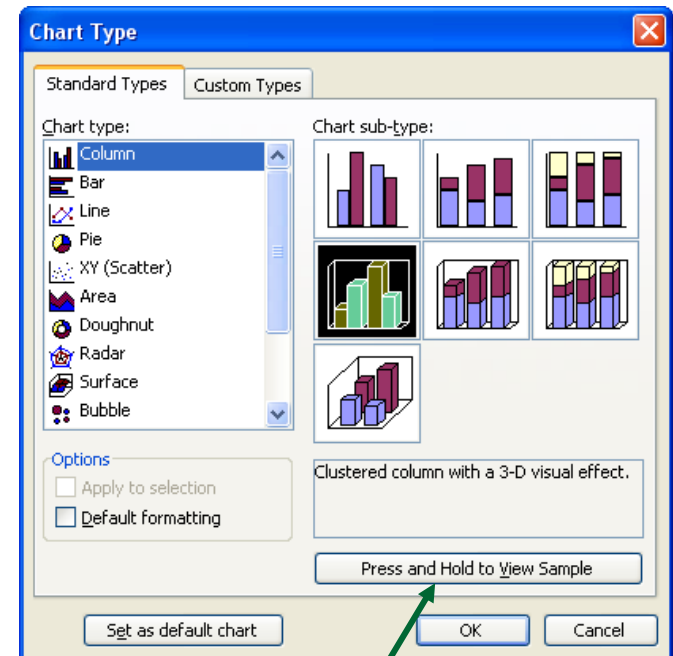 Chart Type
Standard Types
Custom Types
Chart type:
Column
Bar
Line
Pie
XY (Scatter)
Area
Doughnut
Radar
Surface
Bubble
Chart sub-type:
Clustered column with a 3-D visual effect.
Options
Apply to selection
Default formatting
Press and Hold to View Sample
Set as default chart
OK
Cancel